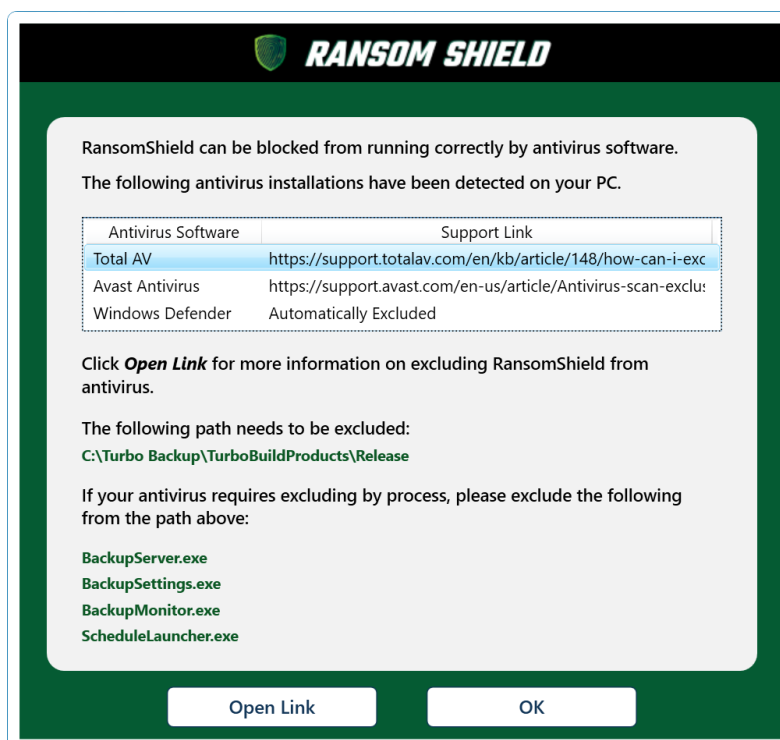 RANSOM SHIELD
RansomShield can be blocked from running correctly by antivirus software.
The following antivirus installations have been detected on your PC.
Antivirus Software Support Link
Total AV https://support.totalav.com/en/kb/article/148/how-can-i-exc
Avast Antivirus https://support.avast.com/en-us/article/Antivirus-scan-exclus
Windows Defender Automatically Excluded
Click Open Link for more information on excluding RansomShield from
antivirus.
The following path needs to be excluded:
C:\Turbo Backup\TurboBuildProducts\Release
If your antivirus requires excluding by process, please exclude the following
from the path above:
BackupServer.exe
BackupSettings.exe
BackupMonitor.exe
ScheduleLauncher.exe
Open Link OK